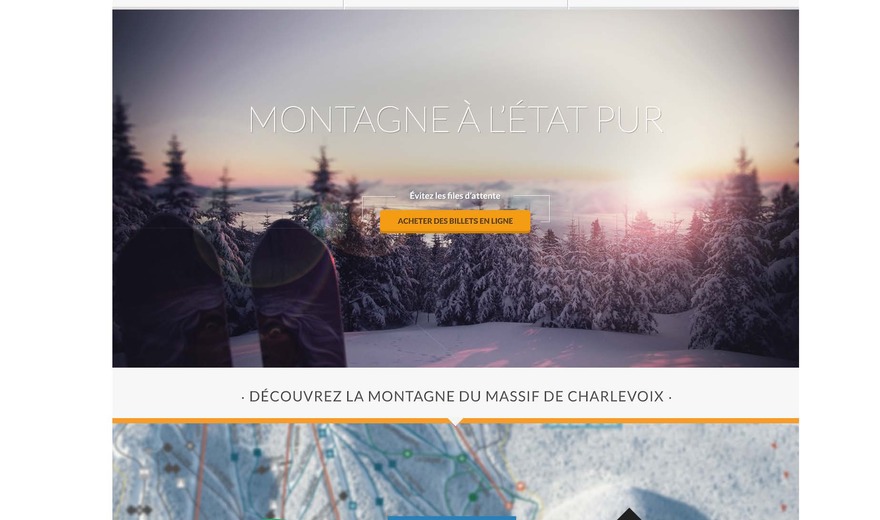 MONTAGNE À L'ÉTAT PUR
Évitez les files d'attente
ACHETER DES BILLETS EN LIGNE
· DÉCOUVREZ LA MONTAGNE DU MASSIF DE CHARLEVOIX ·